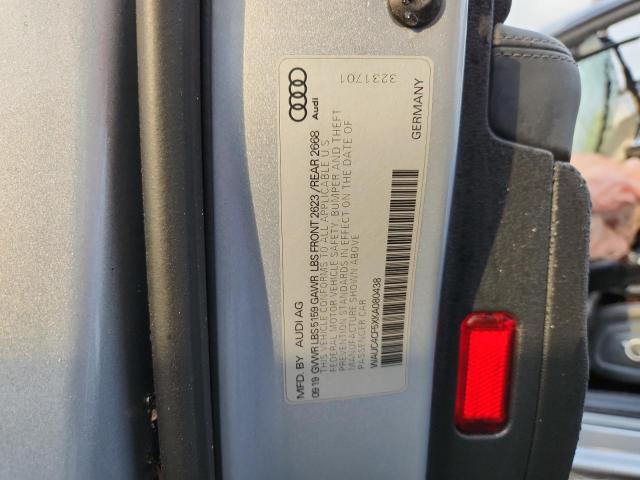 MFD. BY AUDI AG
Audi
09 19 GVWR LBS 5159 GAWR LBS FRONT 2623 / REAR 2668
THIS VEHICLE CONFORMS TO ALL APPLICABLE U S
FEDERAL MOTOR VEHICLE SAFETY, BUMPER AND THEFT
PREVENTION STANDARDS IN EFFECT ON THE DATE OF
MANUFACTURE SHOWN ABOVE
PASSENGER CAR
WAUC4CF5XKA080438
3231701
GERMANY